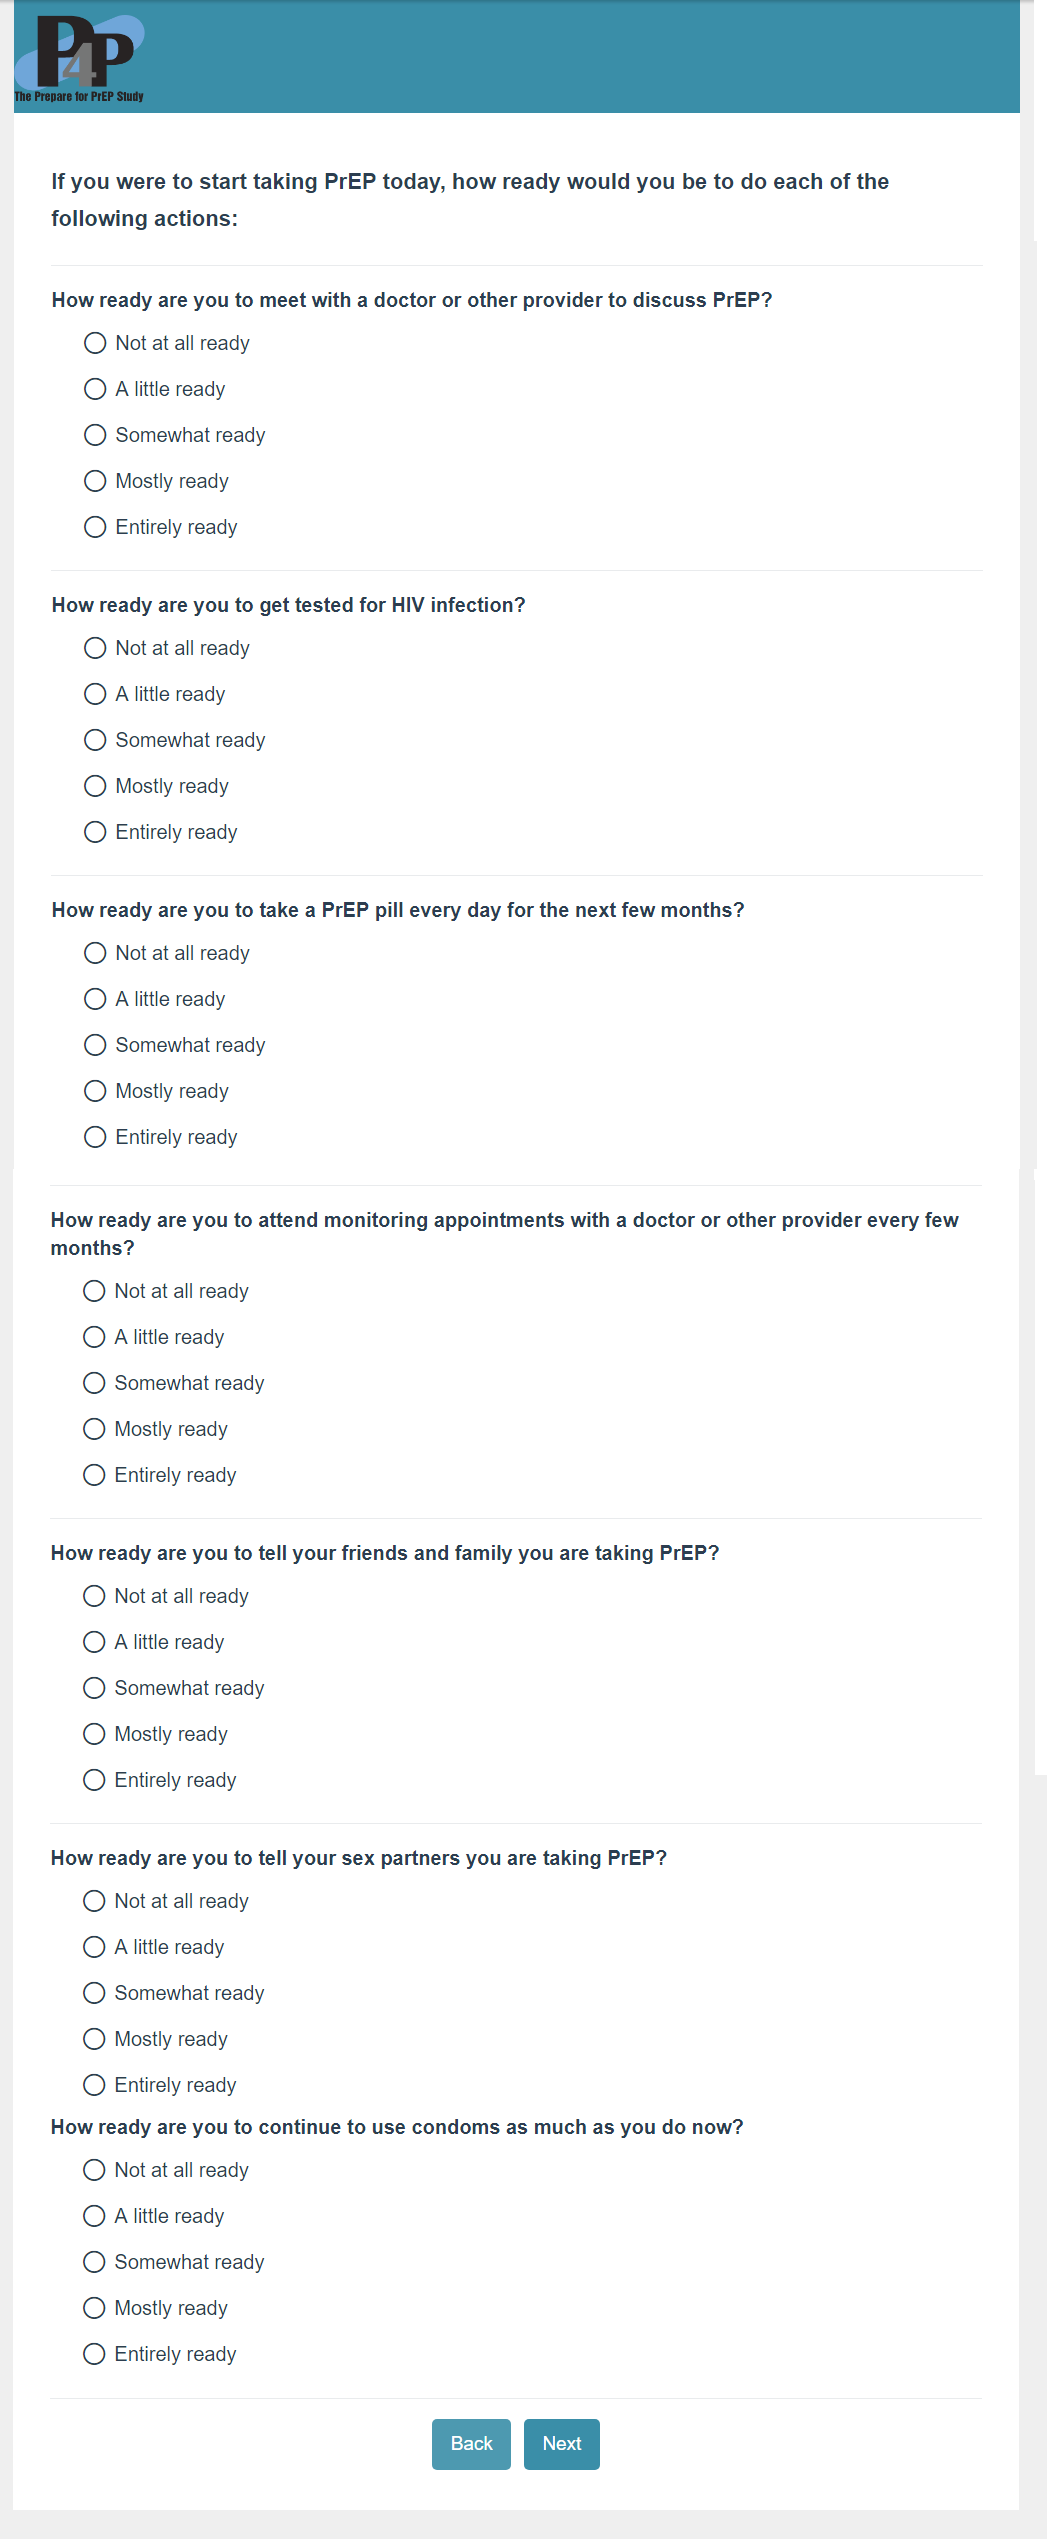 P4P
The Prepare for PrEP Study
If you were to start taking PrEP today, how ready would you be to do each of the
following actions:
How ready are you to meet with a doctor or other provider to discuss PrEP?
Not at all ready
A little ready
Somewhat ready
Mostly ready
Entirely ready
How ready are you to get tested for HIV infection?
Not at all ready
A little ready
Somewhat ready
Mostly ready
Entirely ready
How ready are you to take a PrEP pill every day for the next few months?
Not at all ready
A little ready
Somewhat ready
Mostly ready
Entirely ready
How ready are you to attend monitoring appointments with a doctor or other provider every few
months?
Not at all ready
A little ready
Somewhat ready
Mostly ready
Entirely ready
How ready are you to tell your friends and family you are taking PrEP?
Not at all ready
A little ready
Somewhat ready
Mostly ready
Entirely ready
How ready are you to tell your sex partners you are taking PrEP?
Not at all ready
A little ready
Somewhat ready
Mostly ready
Entirely ready
How ready are you to continue to use condoms as much as you do now?
Not at all ready
A little ready
Somewhat ready
Mostly ready
Entirely ready
Back Next